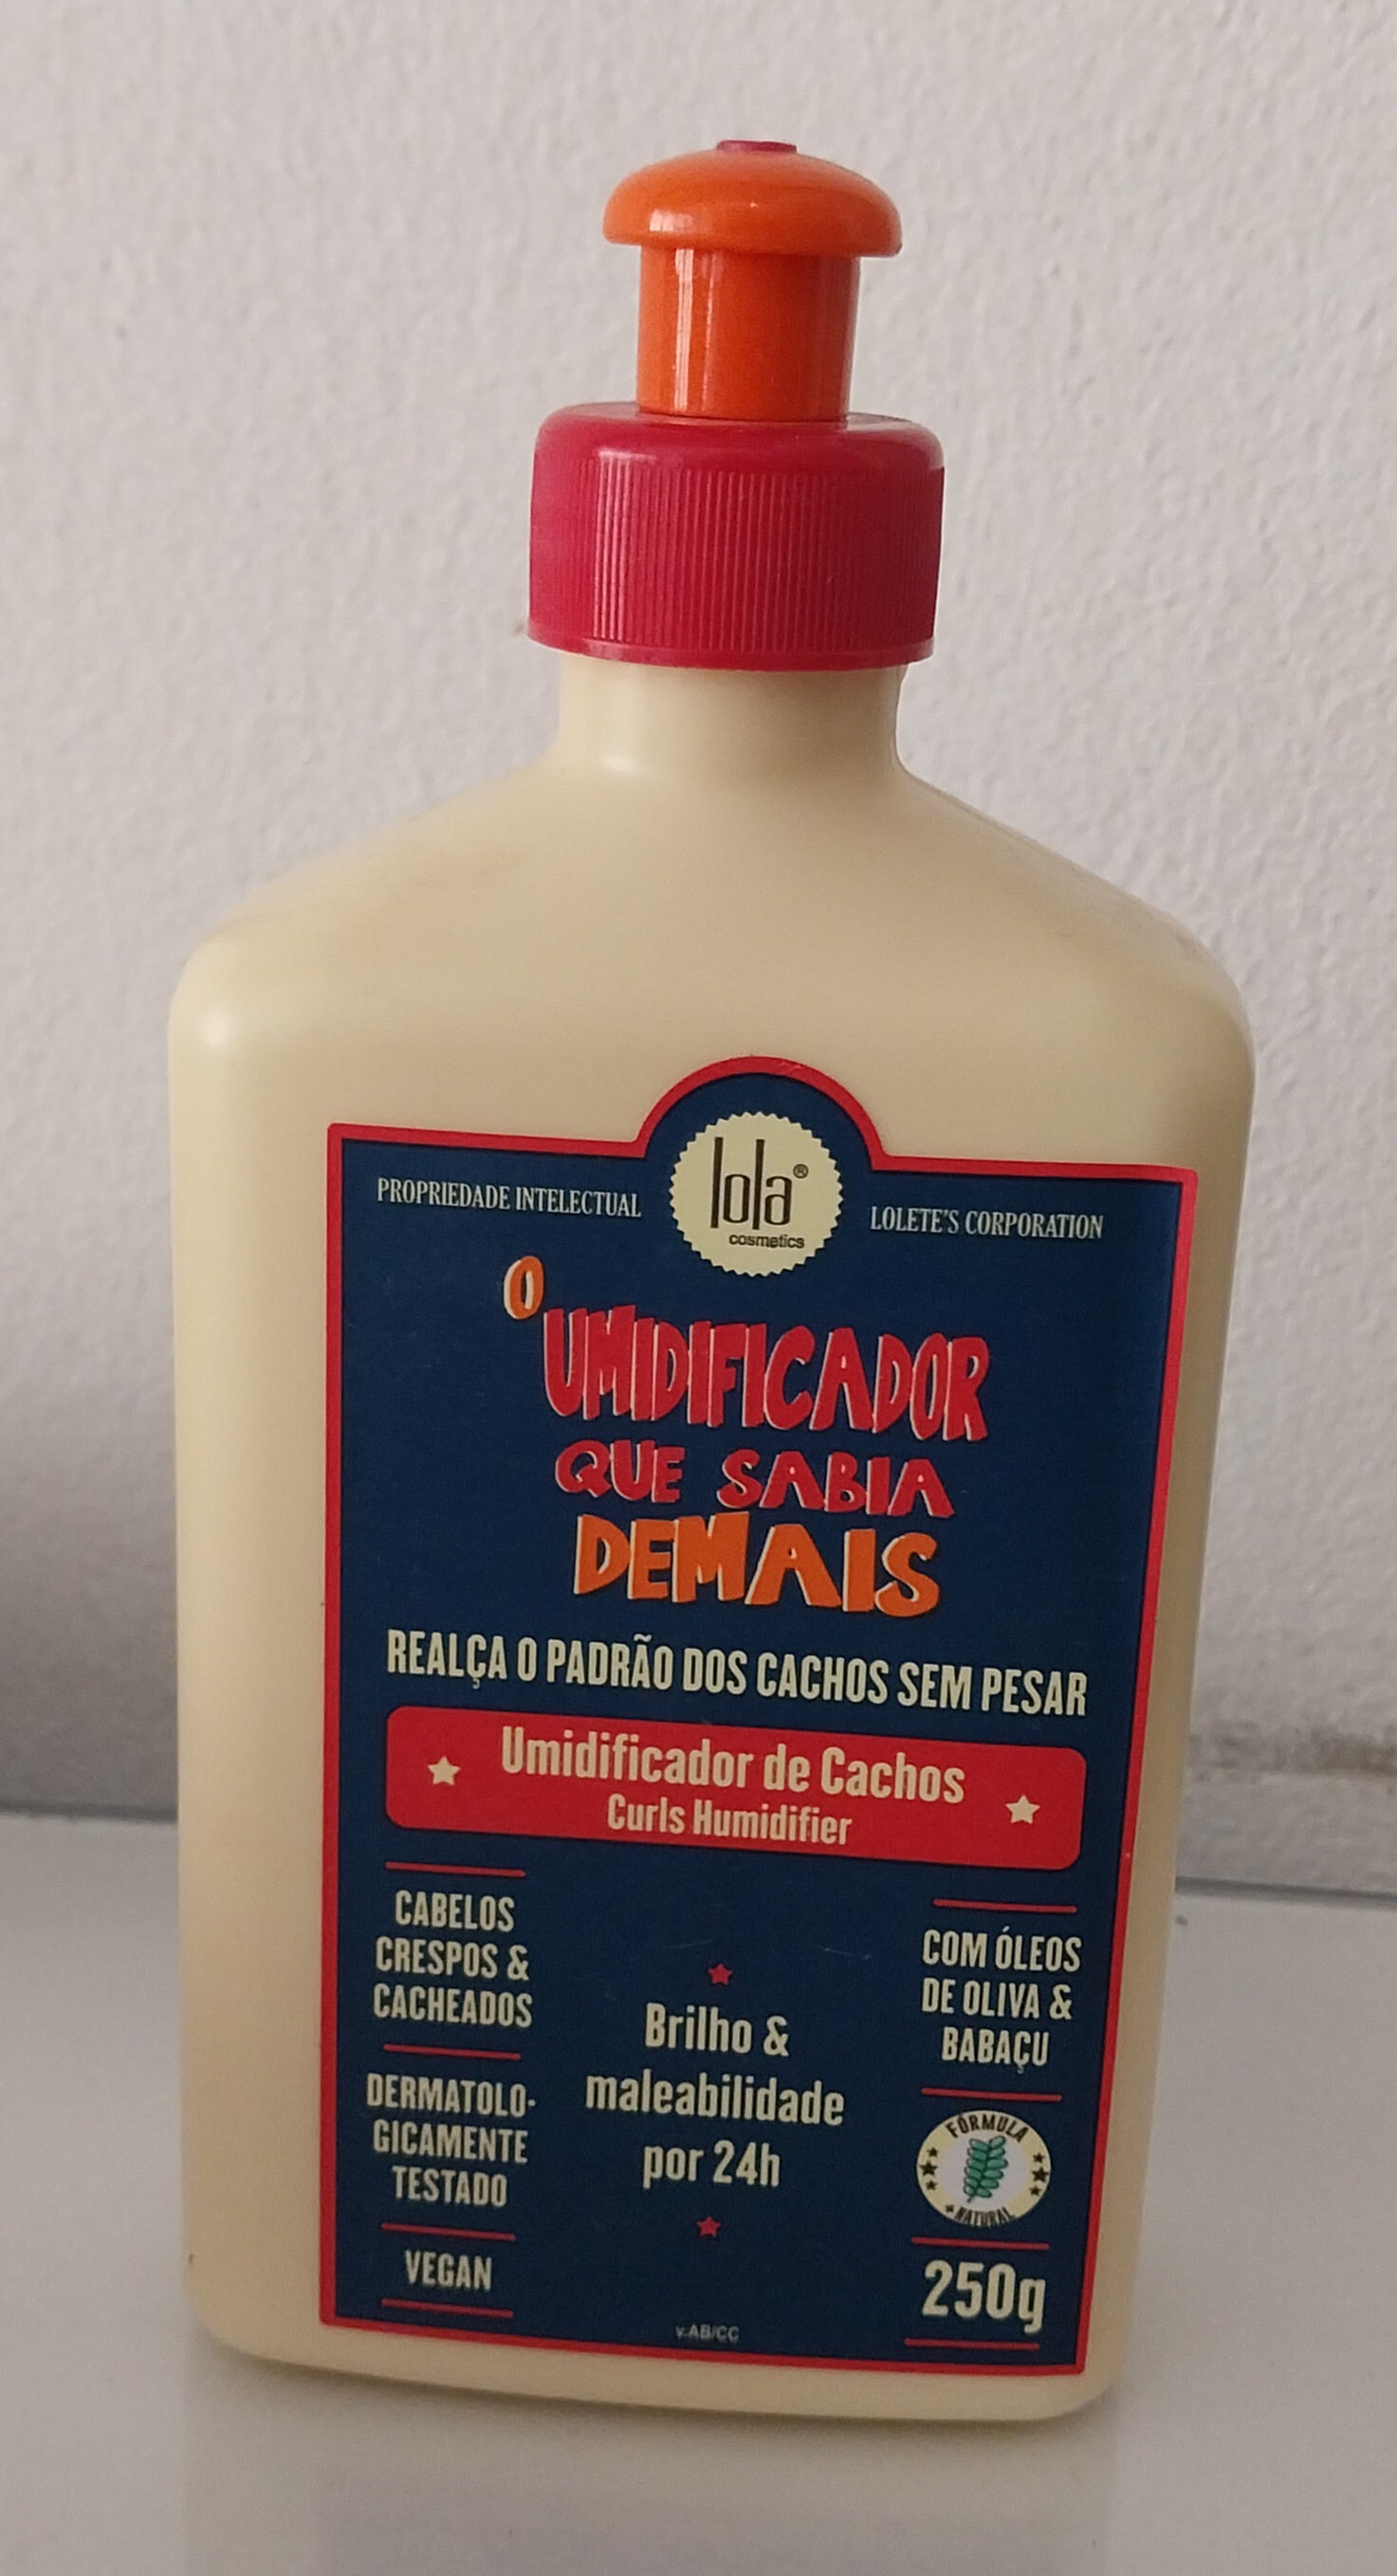 PROPRIEDADE INTELECTUAL
lola®
cosmetics
LOLETE'S CORPORATION
O
UMIDIFICADOR
QUE SABIA
DEMAIS
REALÇA O PADRÃO DOS CACHOS SEM PESAR
Umidificador de Cachos
Curls Humidifier
CABELOS
CRESPOS &
CACHEADOS
DERMATOLO-
GICAMENTE
TESTADO
VEGAN
Brilho &
maleabilidade
por 24h
v.AB/CC
COM ÓLEOS
DE OLIVA &
BABAÇU
FÓRMULA
NATURAL
250g